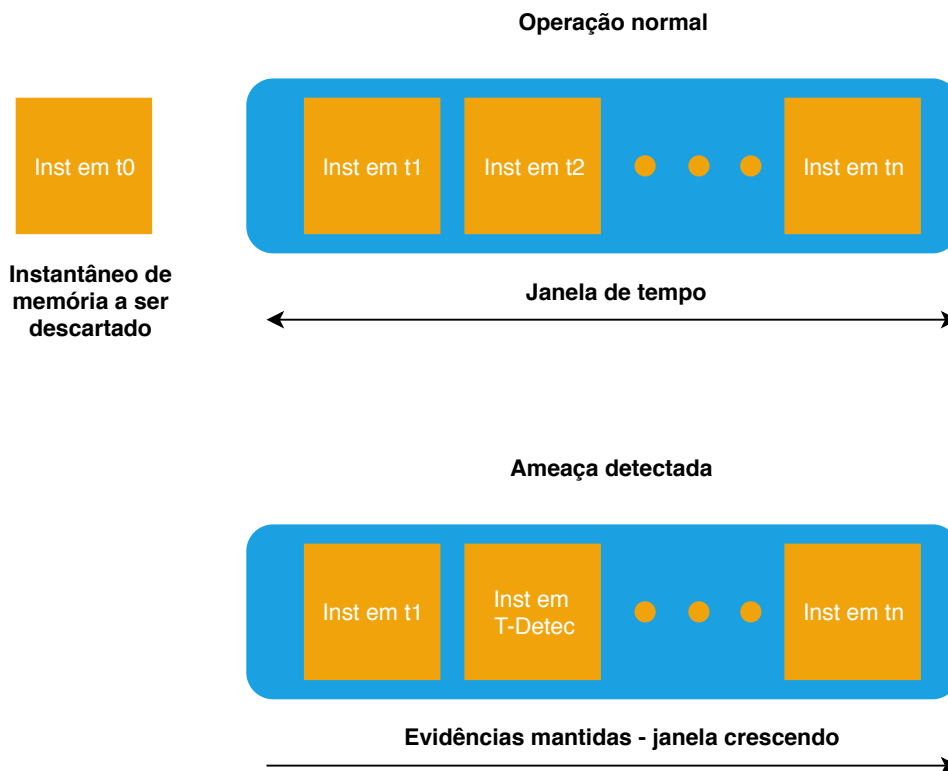 Operação normal
Inst em t0
Inst em t1
Inst em t2
Inst em tn
Instantâneo de
memória a ser
descartado
Janela de tempo
Ameaça detectada
Inst em t1
Inst em
T-Detec
Inst em tn
Evidências mantidas - janela crescendo